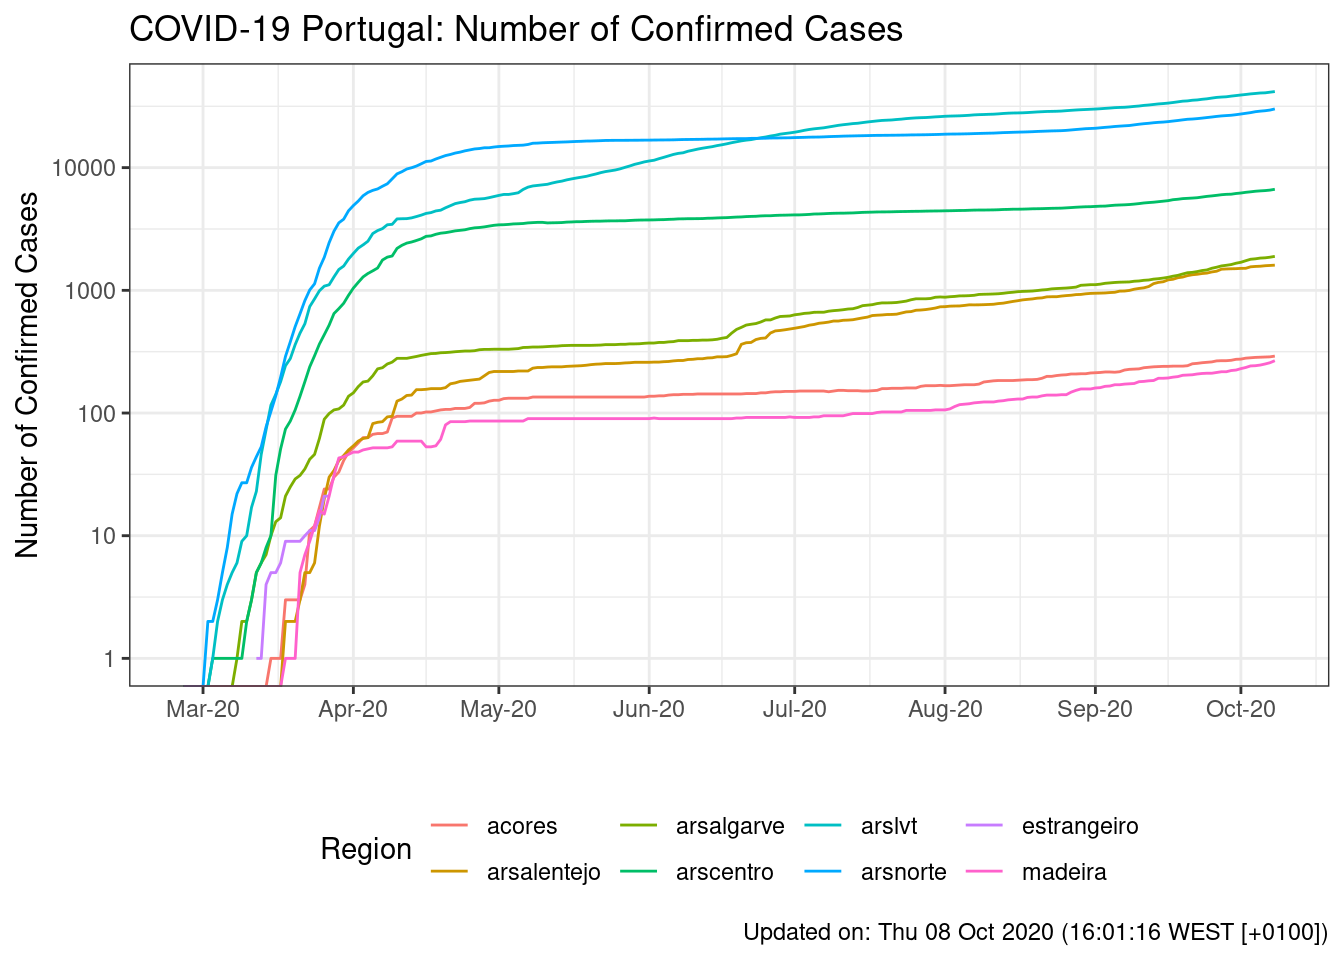 COVID-19 Portugal: Number of Confirmed Cases
Number of Confirmed Cases
10000
1000
100
10
1
Mar-20 Apr-20 May-20 Jun-20 Jul-20 Aug-20 Sep-20 Oct-20
Region
acores arsalgarve arslvt estrangeiro
arsalentejo arscentro arsnorte madeira
Updated on: Thu 08 Oct 2020 (16:01:16 WEST [+0100])